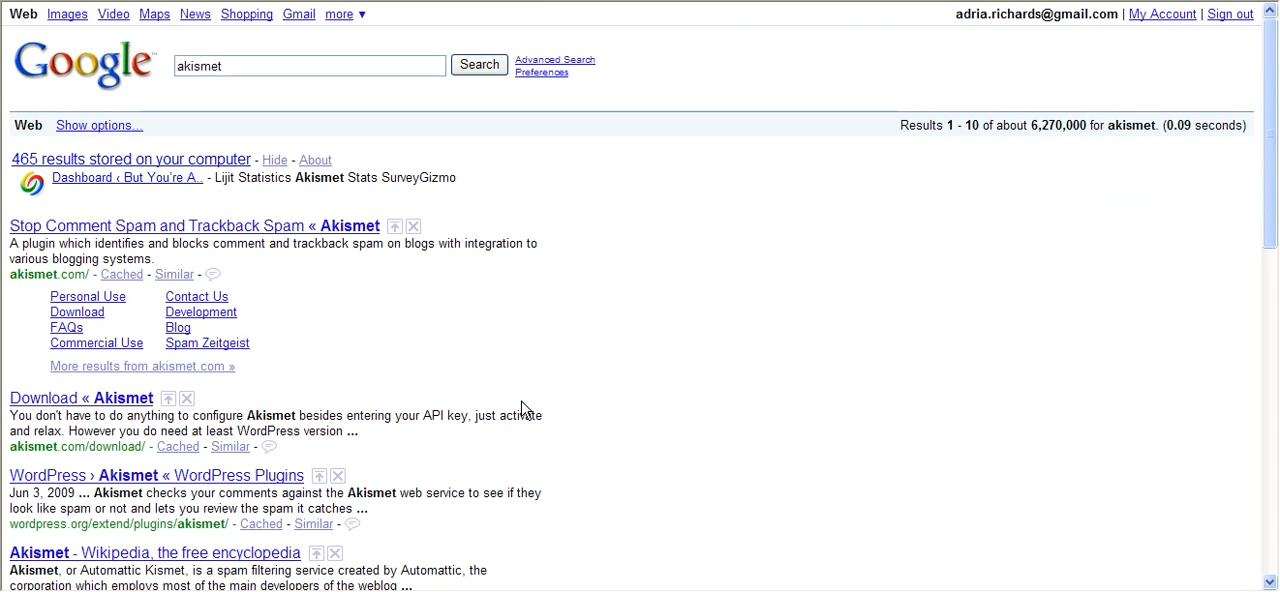 Web Images Video Maps News Shopping Gmail more ▼ adria.richards@gmail.com | My Account | Sign out
Google™ akismet Search Advanced Search
Preferences
Web Show options... Results 1 - 10 of about 6,270,000 for akismet. (0.09 seconds)
465 results stored on your computer - Hide - About
Dashboard ‹ But You're A.. - Lijit Statistics Akismet Stats SurveyGizmo
Stop Comment Spam and Trackback Spam « Akismet
A plugin which identifies and blocks comment and trackback spam on blogs with integration to
various blogging systems.
akismet.com/ - Cached - Similar -
Personal Use Contact Us
Download Development
FAQs Blog
Commercial Use Spam Zeitgeist
More results from akismet.com »
Download « Akismet
You don't have to do anything to configure Akismet besides entering your API key, just activate
and relax. However you do need at least WordPress version ...
akismet.com/download/ - Cached - Similar -
WordPress › Akismet « WordPress Plugins
Jun 3, 2009 ... Akismet checks your comments against the Akismet web service to see if they
look like spam or not and lets you review the spam it catches ...
wordpress.org/extend/plugins/akismet/ - Cached - Similar -
Akismet - Wikipedia, the free encyclopedia
Akismet, or Automattic Kismet, is a spam filtering service created by Automattic, the
corporation which employs most of the main developers of the weblog ...